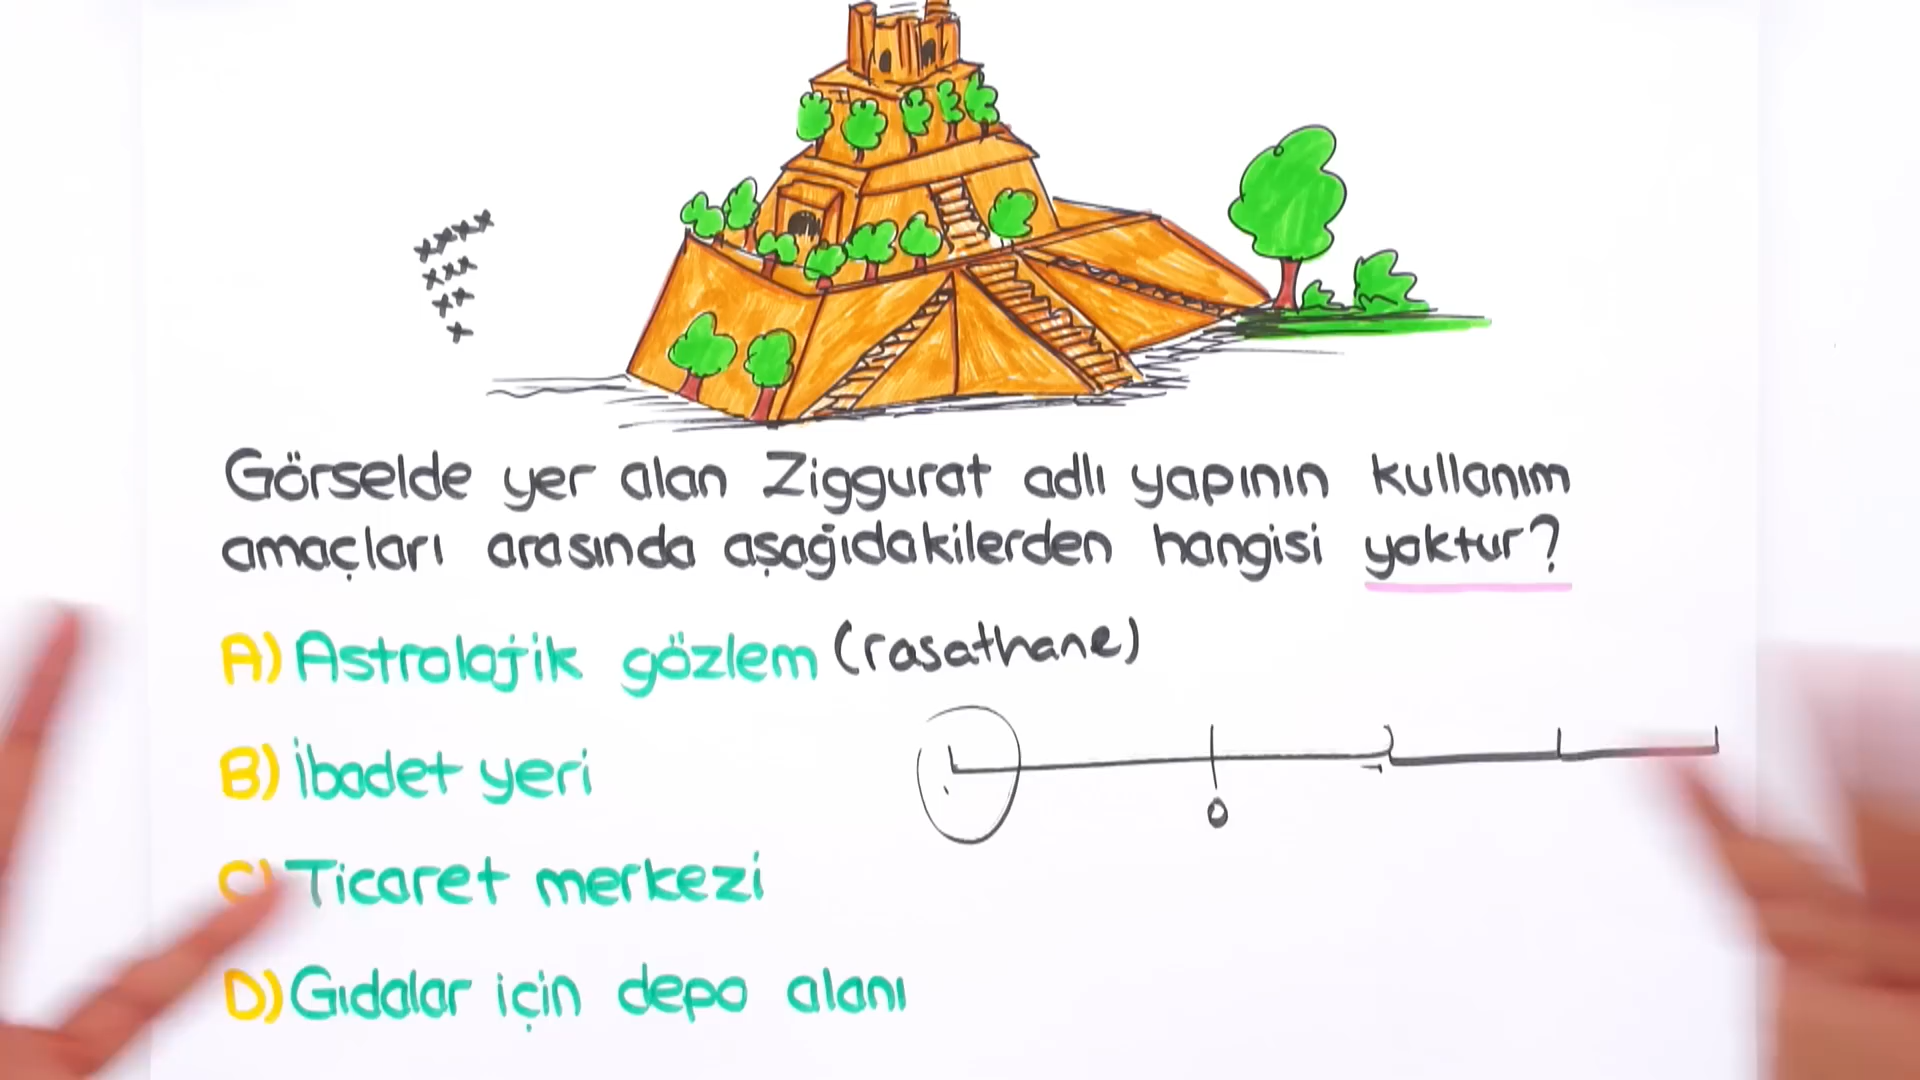 Görselde yer alan Ziggurat adlı yapının kullanım
amaçları arasında aşağıdakilerden hangisi yoktur?
A) Astrolojik gözlem (rasathane)
B) İbadet yeri
0
C) Ticaret merkezi
D) Gıdalar için depo alanı